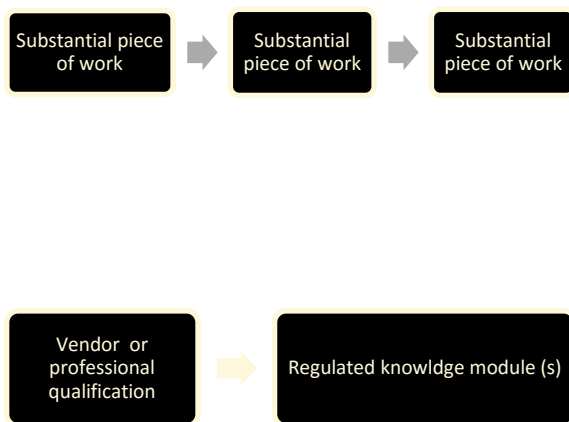 Substantial piece
of work
Substantial
piece of work
Substantial
piece of work
Vendor or
professional
qualification
Regulated knowldge module (s)